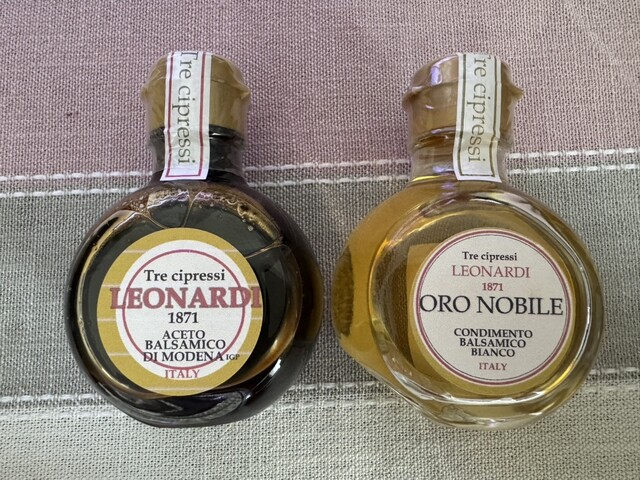 Tre cipressi
Tre cipressi
LEONARDI
1871
ACETO
BALSAMICO
DI MODENA IGP
ITALY
Tre cipressi
Tre cipressi
LEONARDI
1871
ORO NOBILE
CONDIMENTO
BALSAMICO
BIANCO
ITALY